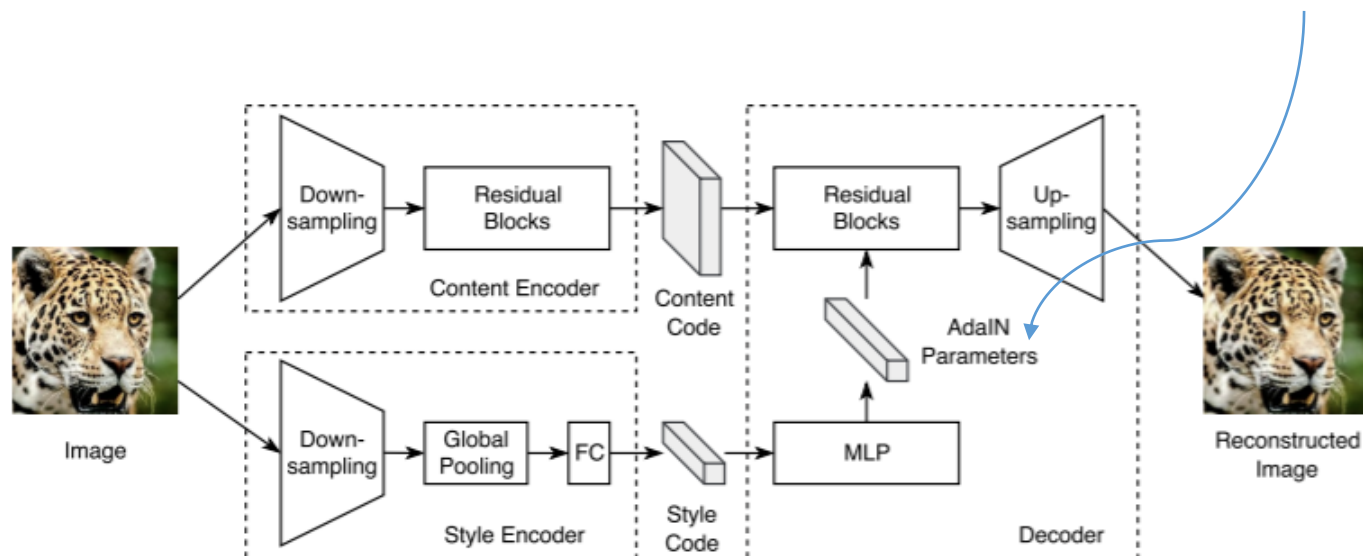 Down-
sampling
Residual
Blocks
Content Encoder
Content
Code
Residual
Blocks
Up-
sampling
AdaIN
Parameters
Image
Down-
sampling
Global
Pooling
FC
Style Encoder
Style
Code
MLP
Decoder
Reconstructed
Image